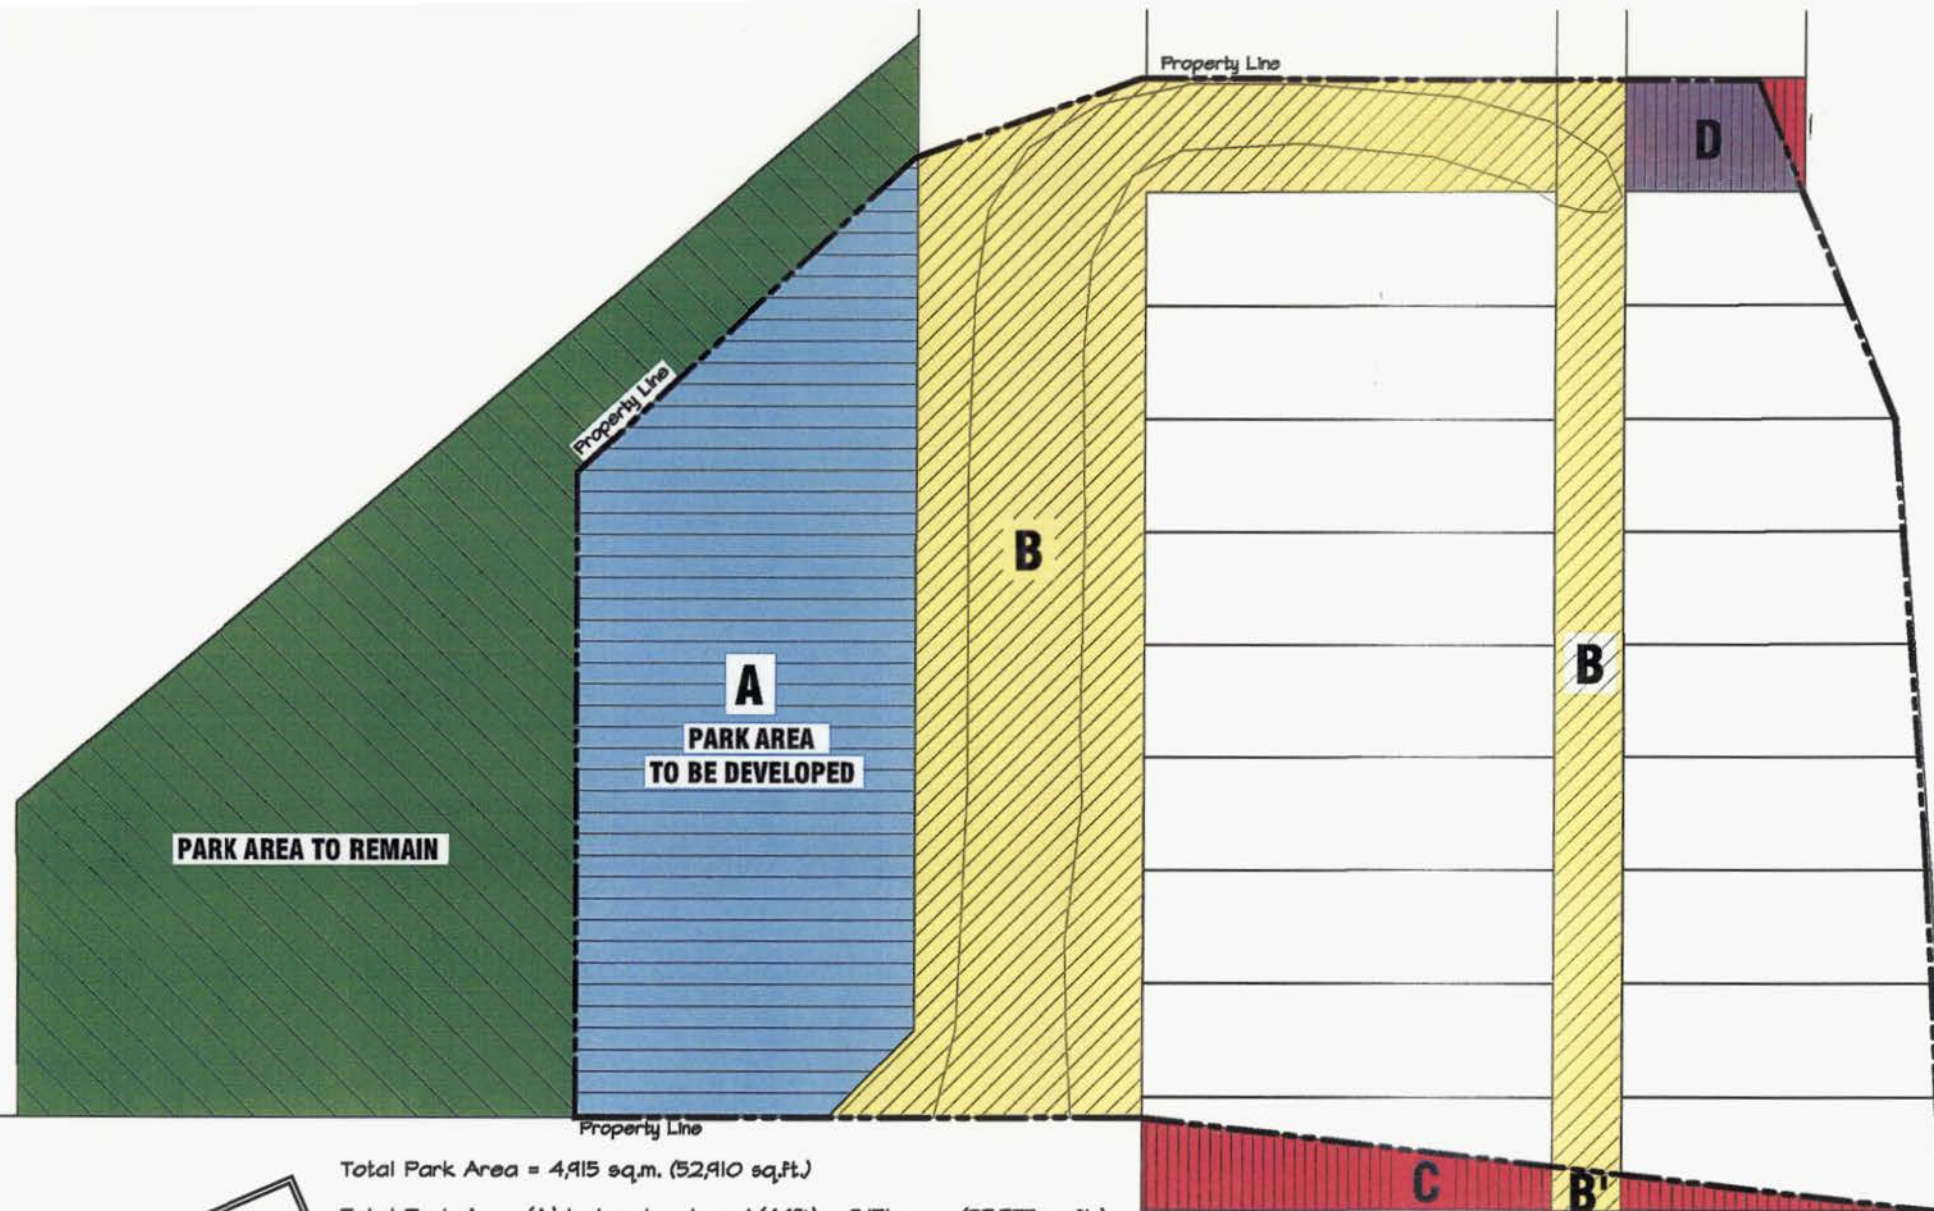 Property Line
D
Property Line
B
B
A
PARK AREA
TO BE DEVELOPED
PARK AREA TO REMAIN
Property Line
Total Park Area = 4,915 sq.m. (52,910 sq.ft.)
C
B'